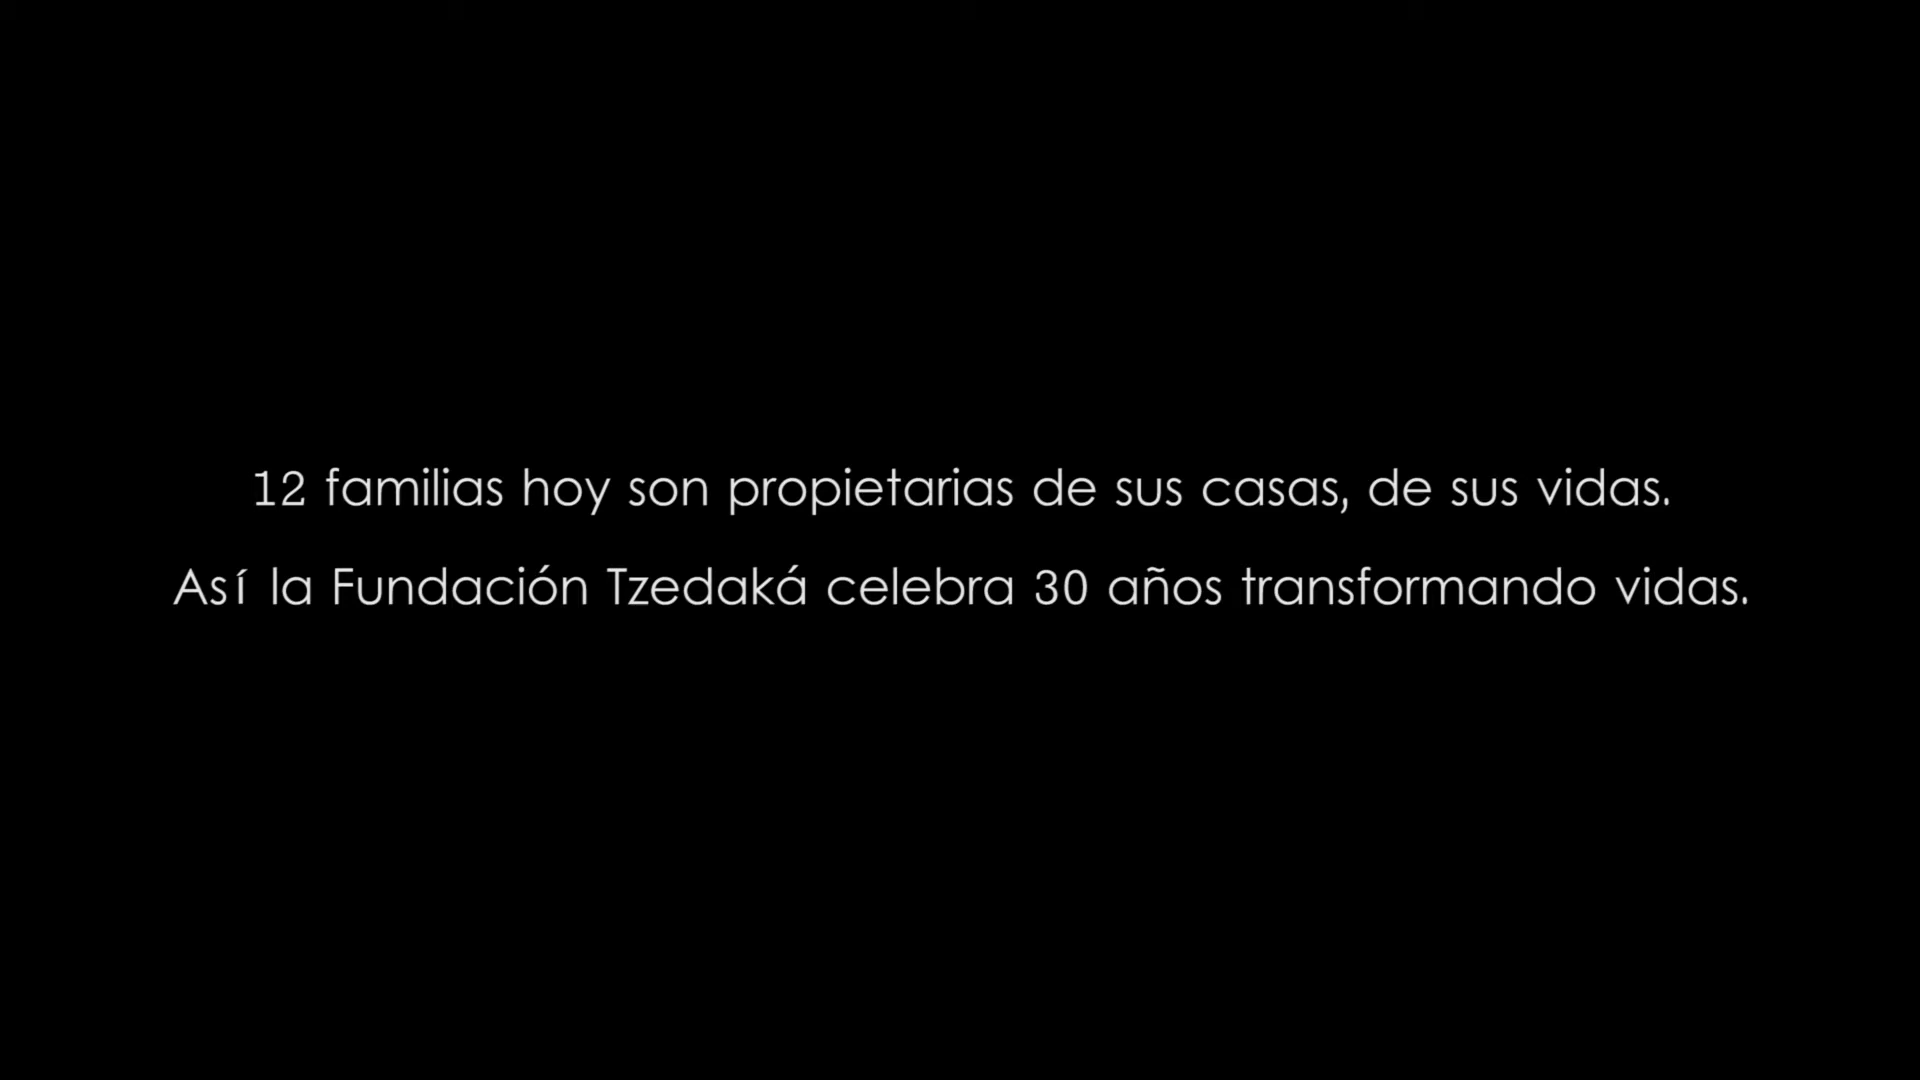 12 familias hoy son propietarias de sus casas, de sus vidas.
Así la Fundación Tzedaká celebra 30 años transformando vidas.